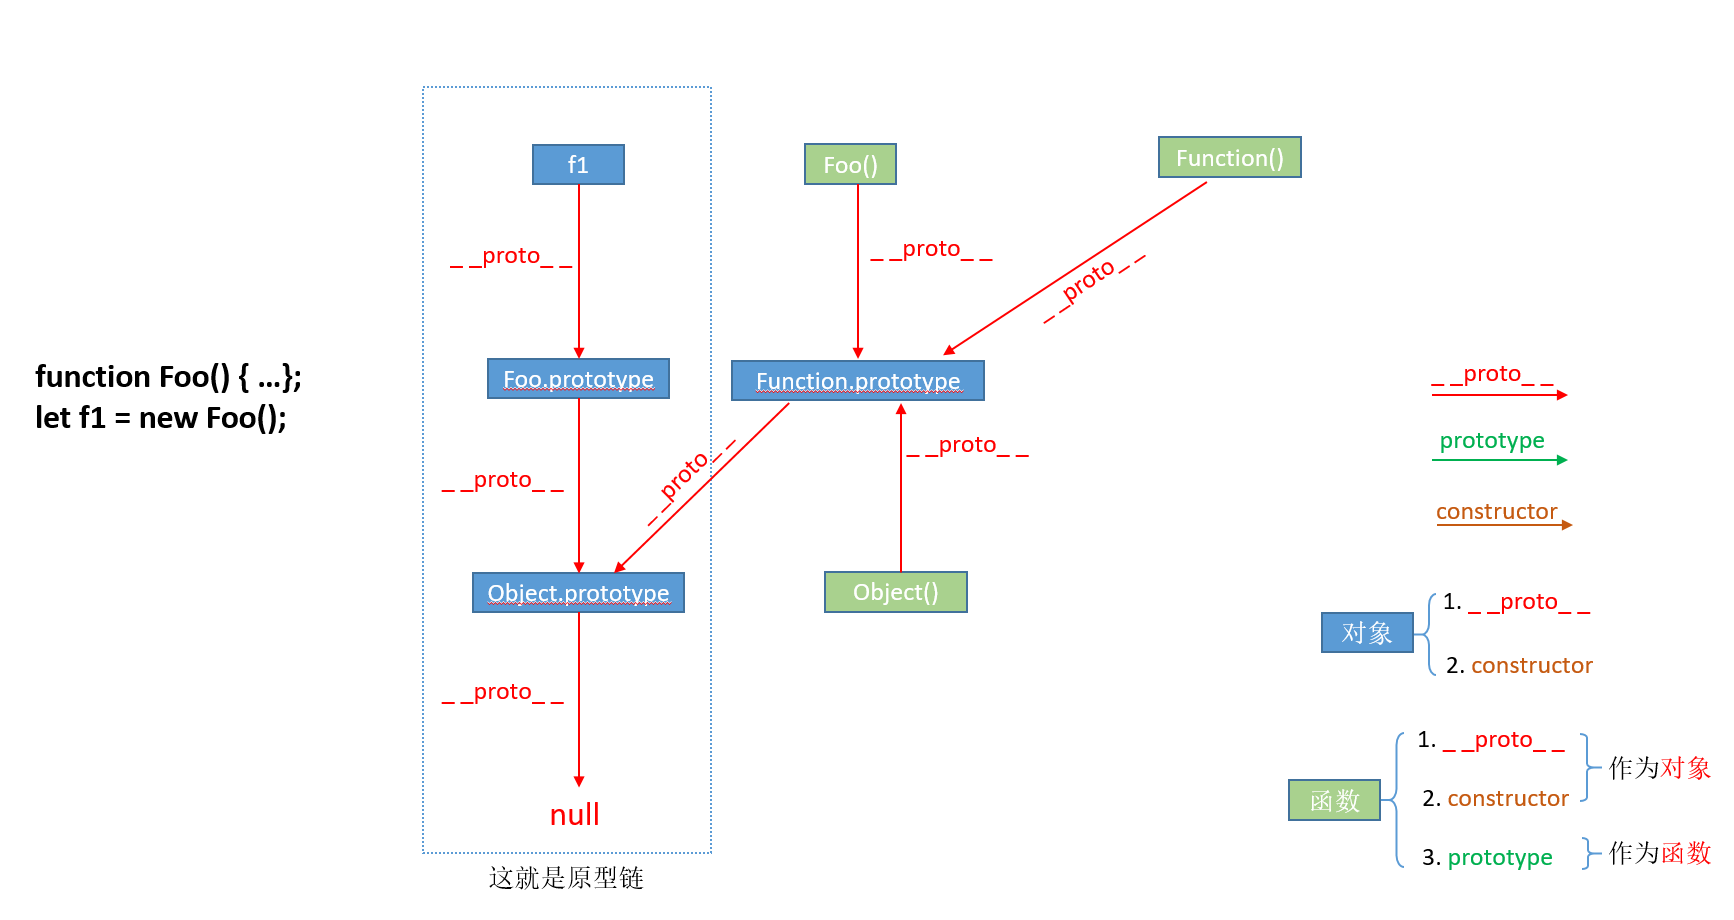 f1
Foo()
Function()
_ _proto_ _
_ _proto_ _
_ _proto_ _
function Foo() { ...};
let f1 = new Foo();
Foo.prototype
Function.prototype
_ _proto_ _
_ _proto_ _
_ _proto_ _
Object.prototype
Object()
_ _proto_ _
null
这就是原型链
_ _proto_ _
prototype
constructor
对象
1. _ _proto_ _
2. constructor
函数
1. _ _proto_ _
2. constructor
作为对象
3. prototype
作为函数